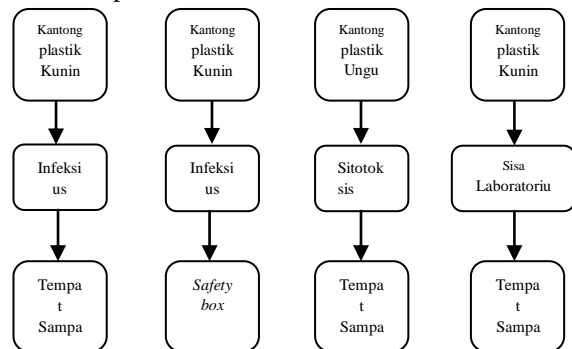 Kantong
plastik
Kunin
Kantong
plastik
Kunin
Kantong
plastik
Ungu
Kantong
plastik
Kunin
Infeksi
us
Infeksi
us
Sitotok
sis
Sisa
Laboratoriu
Tempa
t
Sampa
Safety
box
Tempa
t
Sampa
Tempa
t
Sampa